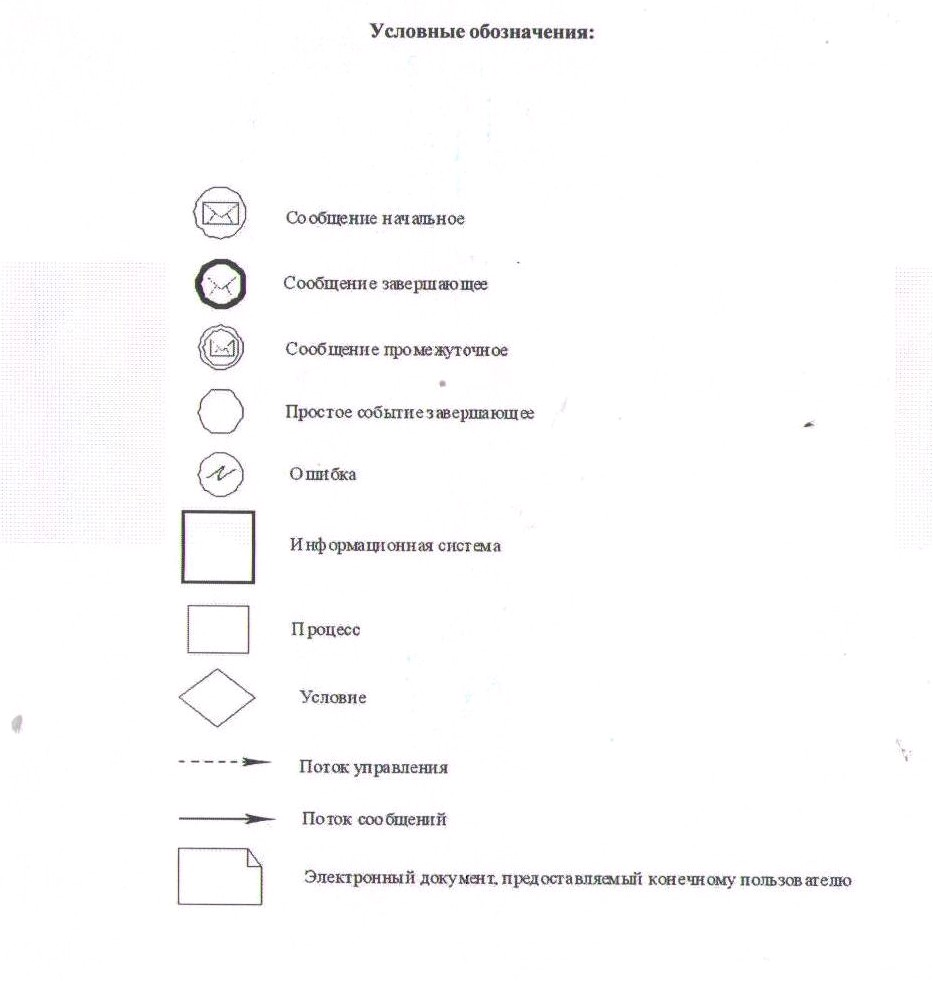 Условные обозначения:
Сообщение начальное
Сообщение завершающее
Сообщение промежуточное
Простое событие завершающее
Ошибка
Информационная система
Процесс
Условие
Поток управления
Поток сообщений
Электронный документ, предоставляемый конечному пользователю